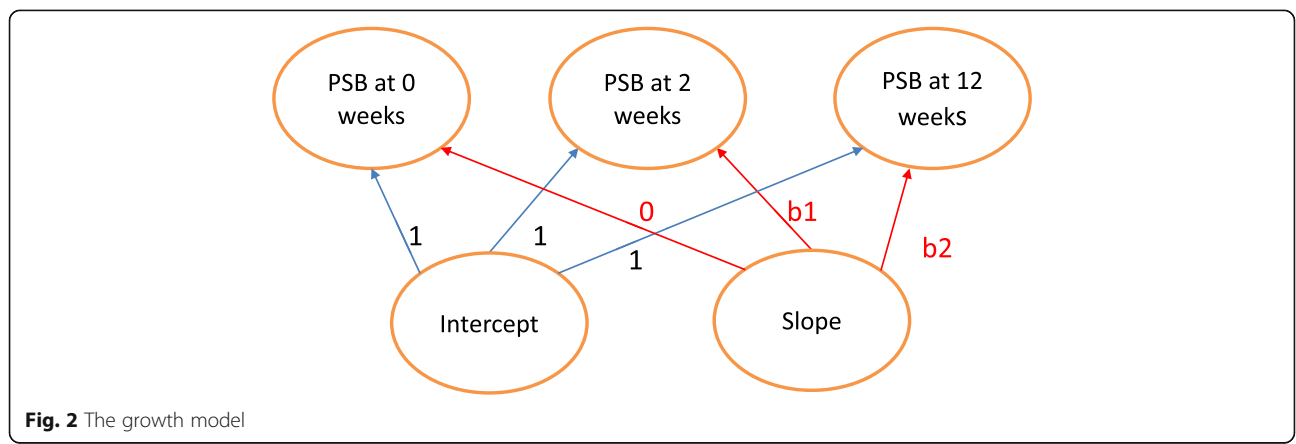 PSB at 0
weeks
PSB at 2
weeks
PSB at 12
weeks
0
b1
1
1
1
b2
Intercept
Slope
Fig. 2 The growth model